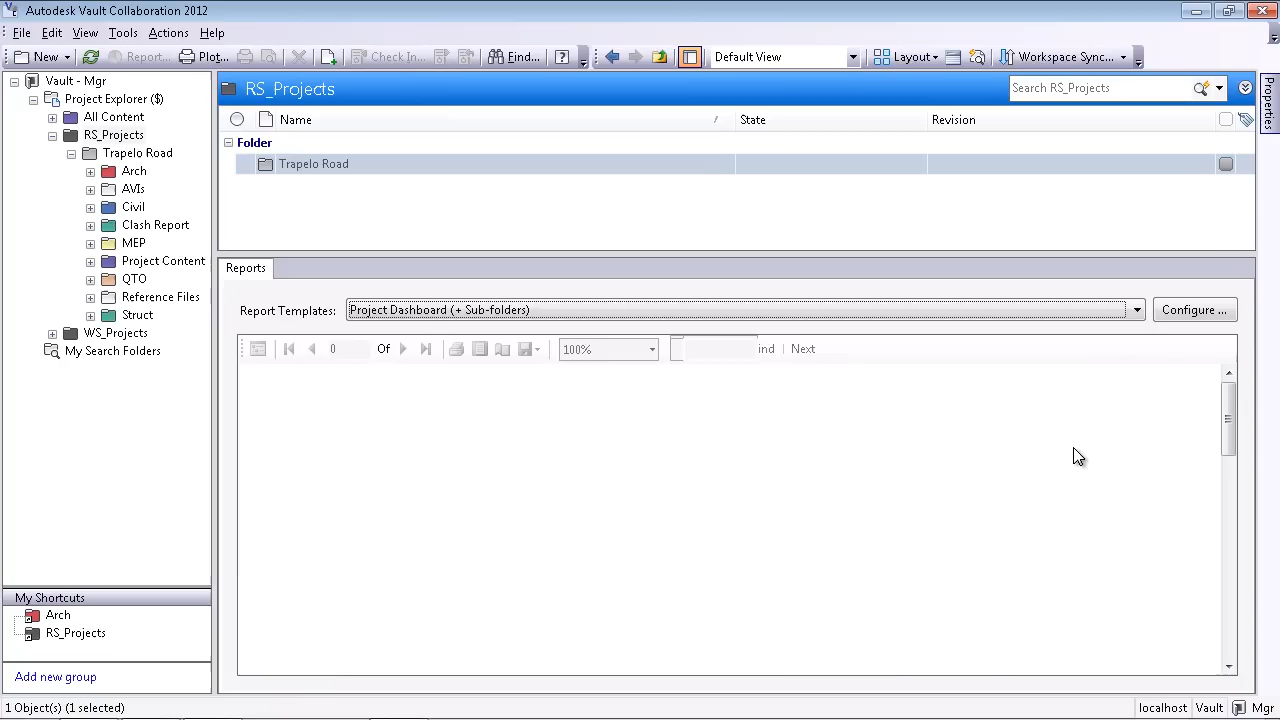 Autodesk Vault Collaboration 2012
File Edit View Tools Actions Help
New Report... Plot... Check In... Find... Default View Layout Workspace Sync...
Vault - Mgr
Project Explorer ($)
All Content
RS_Projects
Trapelo Road
Arch
AVIs
Civil
Clash Report
MEP
Project Content
QTO
Reference Files
Struct
WS_Projects
My Search Folders
My Shortcuts
Arch
RS_Projects
Add new group
RS_Projects
Search RS_Projects
Properties
Name / State Revision
Folder
Trapelo Road
Reports
Report Templates: Project Dashboard (+ Sub-folders) Configure ...
0 Of 100% ind | Next
1 Object(s) (1 selected)
localhost Vault Mgr